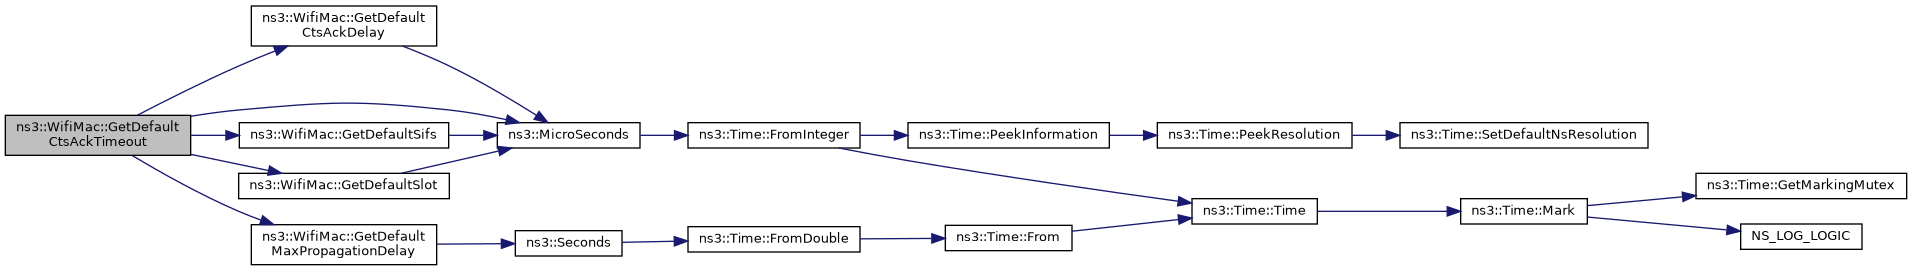 ns3::WifiMac::GetDefault
CtsAckTimeout
ns3::WifiMac::GetDefault
CtsAckDelay
ns3::WifiMac::GetDefaultSifs
ns3::WifiMac::GetDefaultSlot
ns3::WifiMac::GetDefault
MaxPropagationDelay
ns3::MicroSeconds
ns3::Seconds
ns3::Time::FromInteger
ns3::Time::FromDouble
ns3::Time::PeekInformation
ns3::Time::From
ns3::Time::PeekResolution
ns3::Time::Time
ns3::Time::SetDefaultNsResolution
ns3::Time::Mark
ns3::Time::GetMarkingMutex
NS_LOG_LOGIC